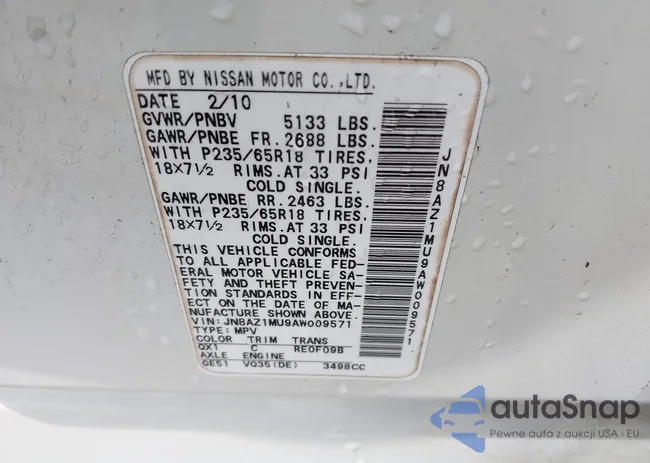 MFD BY NISSAN MOTOR CO.,LTD.
DATE 2/10
GVWR/PNBV 5133 LBS.
GAWR/PNBE FR. 2688 LBS.
WITH P235/65R18 TIRES.
18X7½ RIMS.AT 33 PSI
COLD SINGLE.
GAWR/PNBE RR. 2463 LBS.
WITH P235/65R18 TIRES.
18X7½ RIMS.AT 33 PSI
COLD SINGLE.
THIS VEHICLE CONFORMS
TO ALL APPLICABLE FED-
ERAL MOTOR VEHICLE SA-
FETY AND THEFT PREVEN-
TION STANDARDS IN EFF-
ECT ON THE DATE OF MA-
NUFACTURE SHOWN ABOVE.
VIN:JN8AZ1MU9AW009571
TYPE:MPV
COLOR TRIM TRANS
QX1 C RE0F09B
AXLE ENGINE
GE51 VQ35(DE) 3498CC
JN8AZ1MU9AW009571
autaSnap
Pewne auta z aukcji USA i EU